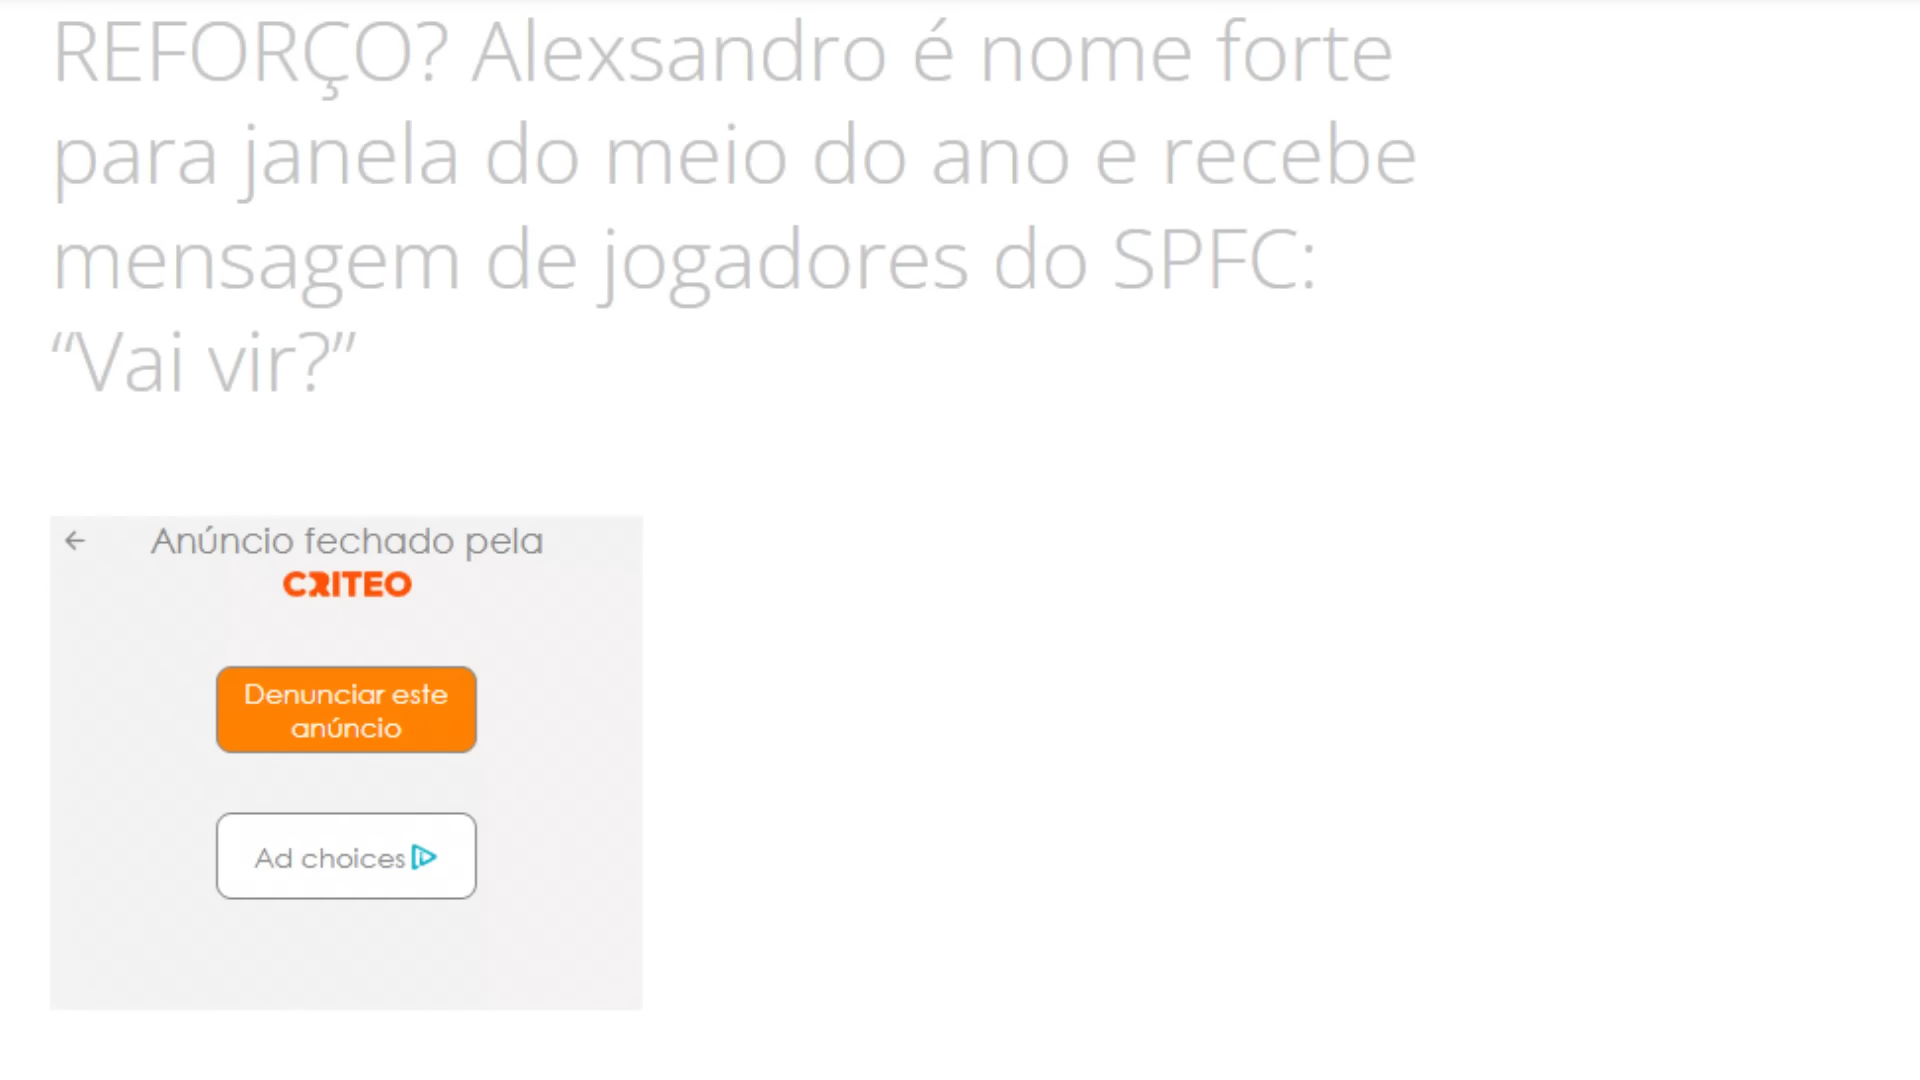 REFORÇO? Alexsandro é nome forte
para janela do meio do ano e recebe
mensagem de jogadores do SPFC:
“Vai vir?”
Anúncio fechado pela
CRITEO
Denunciar este
anúncio
Ad choices